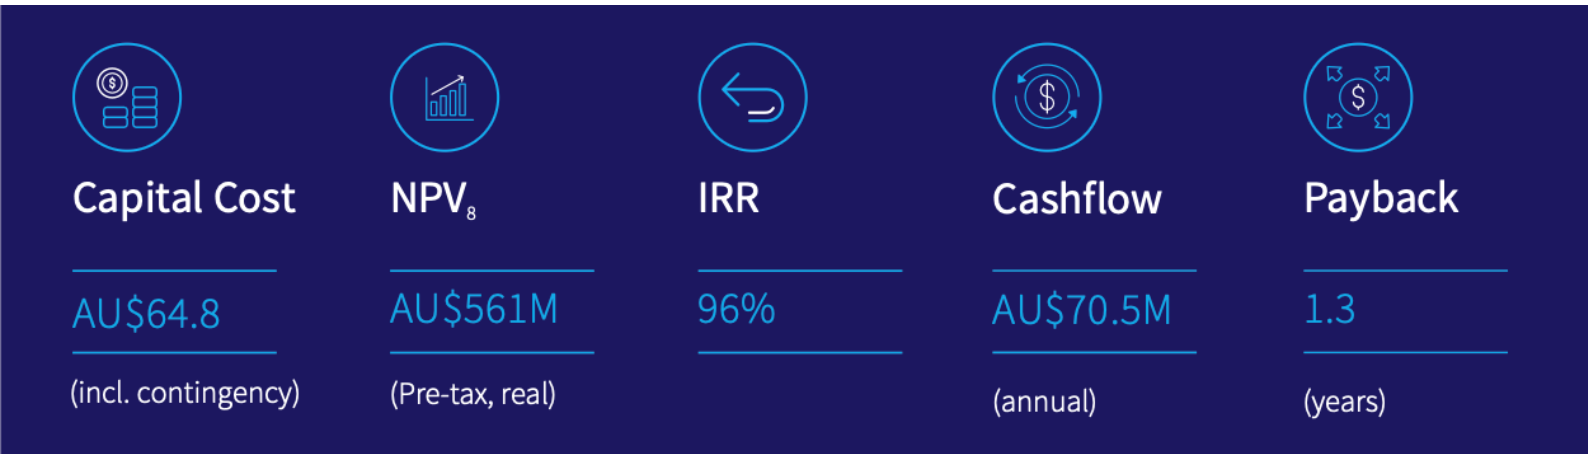 Capital Cost
AU$64.8
(incl. contingency)
NPV₈
AU$561M
(Pre-tax, real)
IRR
96%
Cashflow
AU$70.5M
(annual)
Payback
1.3
(years)